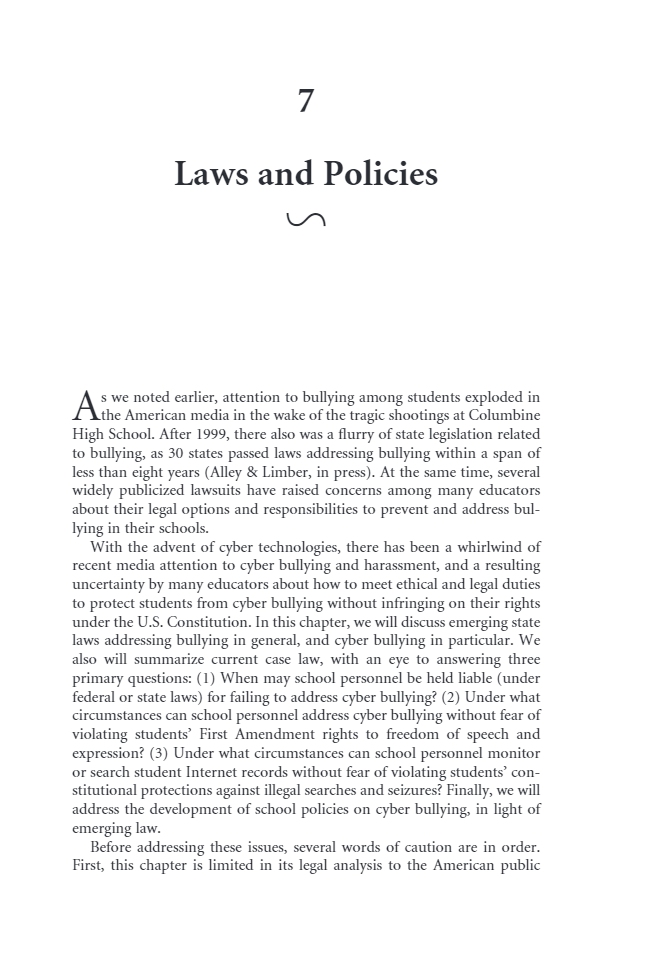 7
Laws and Policies
As we noted earlier, attention to bullying among students exploded in
the American media in the wake of the tragic shootings at Columbine
High School. After 1999, there also was a flurry of state legislation related
to bullying, as 30 states passed laws addressing bullying within a span of
less than eight years (Alley & Limber, in press). At the same time, several
widely publicized lawsuits have raised concerns among many educators
about their legal options and responsibilities to prevent and address bul-
lying in their schools.
With the advent of cyber technologies, there has been a whirlwind of
recent media attention to cyber bullying and harassment, and a resulting
uncertainty by many educators about how to meet ethical and legal duties
to protect students from cyber bullying without infringing on their rights
under the U.S. Constitution. In this chapter, we will discuss emerging state
laws addressing bullying in general, and cyber bullying in particular. We
also will summarize current case law, with an eye to answering three
primary questions: (1) When may school personnel be held liable (under
federal or state laws) for failing to address cyber bullying? (2) Under what
circumstances can school personnel address cyber bullying without fear of
violating students’ First Amendment rights to freedom of speech and
expression? (3) Under what circumstances can school personnel monitor
or search student Internet records without fear of violating students’ con-
stitutional protections against illegal searches and seizures? Finally, we will
address the development of school policies on cyber bullying, in light of
emerging law.
Before addressing these issues, several words of caution are in order.
First, this chapter is limited in its legal analysis to the American public